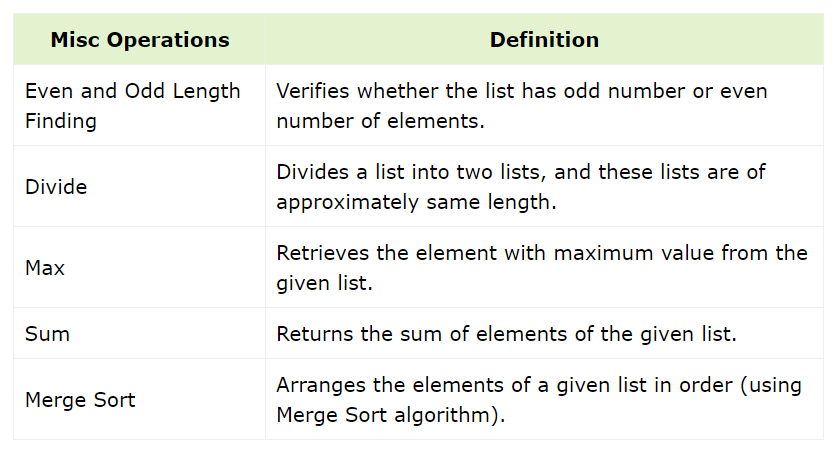 Misc Operations
Definition
Even and Odd Length
Finding
Verifies whether the list has odd number or even
number of elements.
Divide
Divides a list into two lists, and these lists are of
approximately same length.
Max
Retrieves the element with maximum value from the
given list.
Sum
Returns the sum of elements of the given list.
Merge Sort
Arranges the elements of a given list in order (using
Merge Sort algorithm).